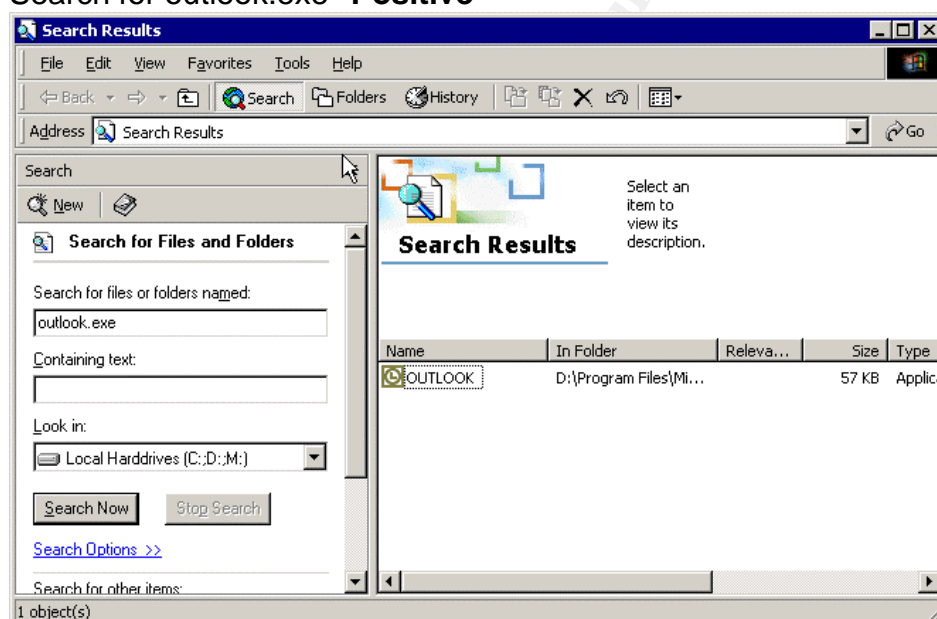 Search for outlook.exe "Positive"
Search Results
File Edit View Favorites Tools Help
Back Search Folders History
Address Search Results Go
Search
New
Search for Files and Folders
Search for files or folders named:
outlook.exe
Containing text:
Look in:
Local Harddrives (C:;D:;M:)
Search Now Stop Search
Search Options >>
Search for other items:
Search Results
Select an
item to
view its
description.
Name In Folder Releva... Size Type
OUTLOOK D:\Program Files\Mi... 57 KB Applic
1 object(s)